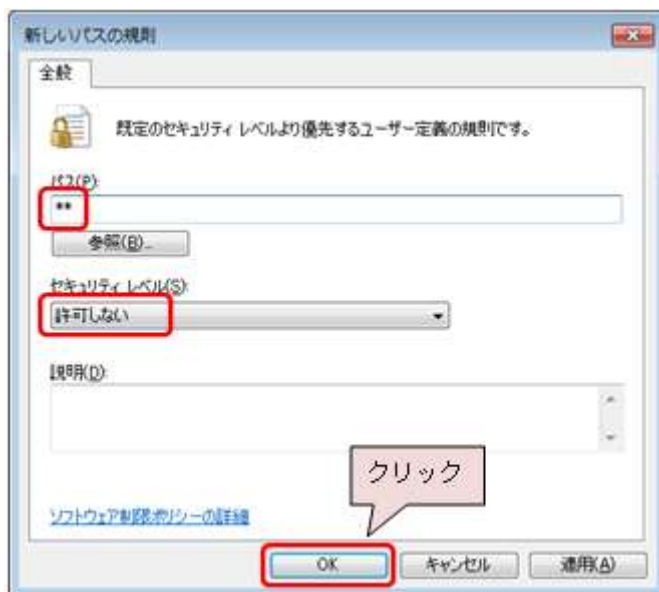 新しいパスの規則
全般
既定のセキュリティ レベルより優先するユーザー定義の規則です。
パス(P):
**
参照(B)...
セキュリティ レベル(S):
許可しない
説明(D):
クリック
ソフトウェア制限ポリシーの詳細
OK キャンセル 適用(A)